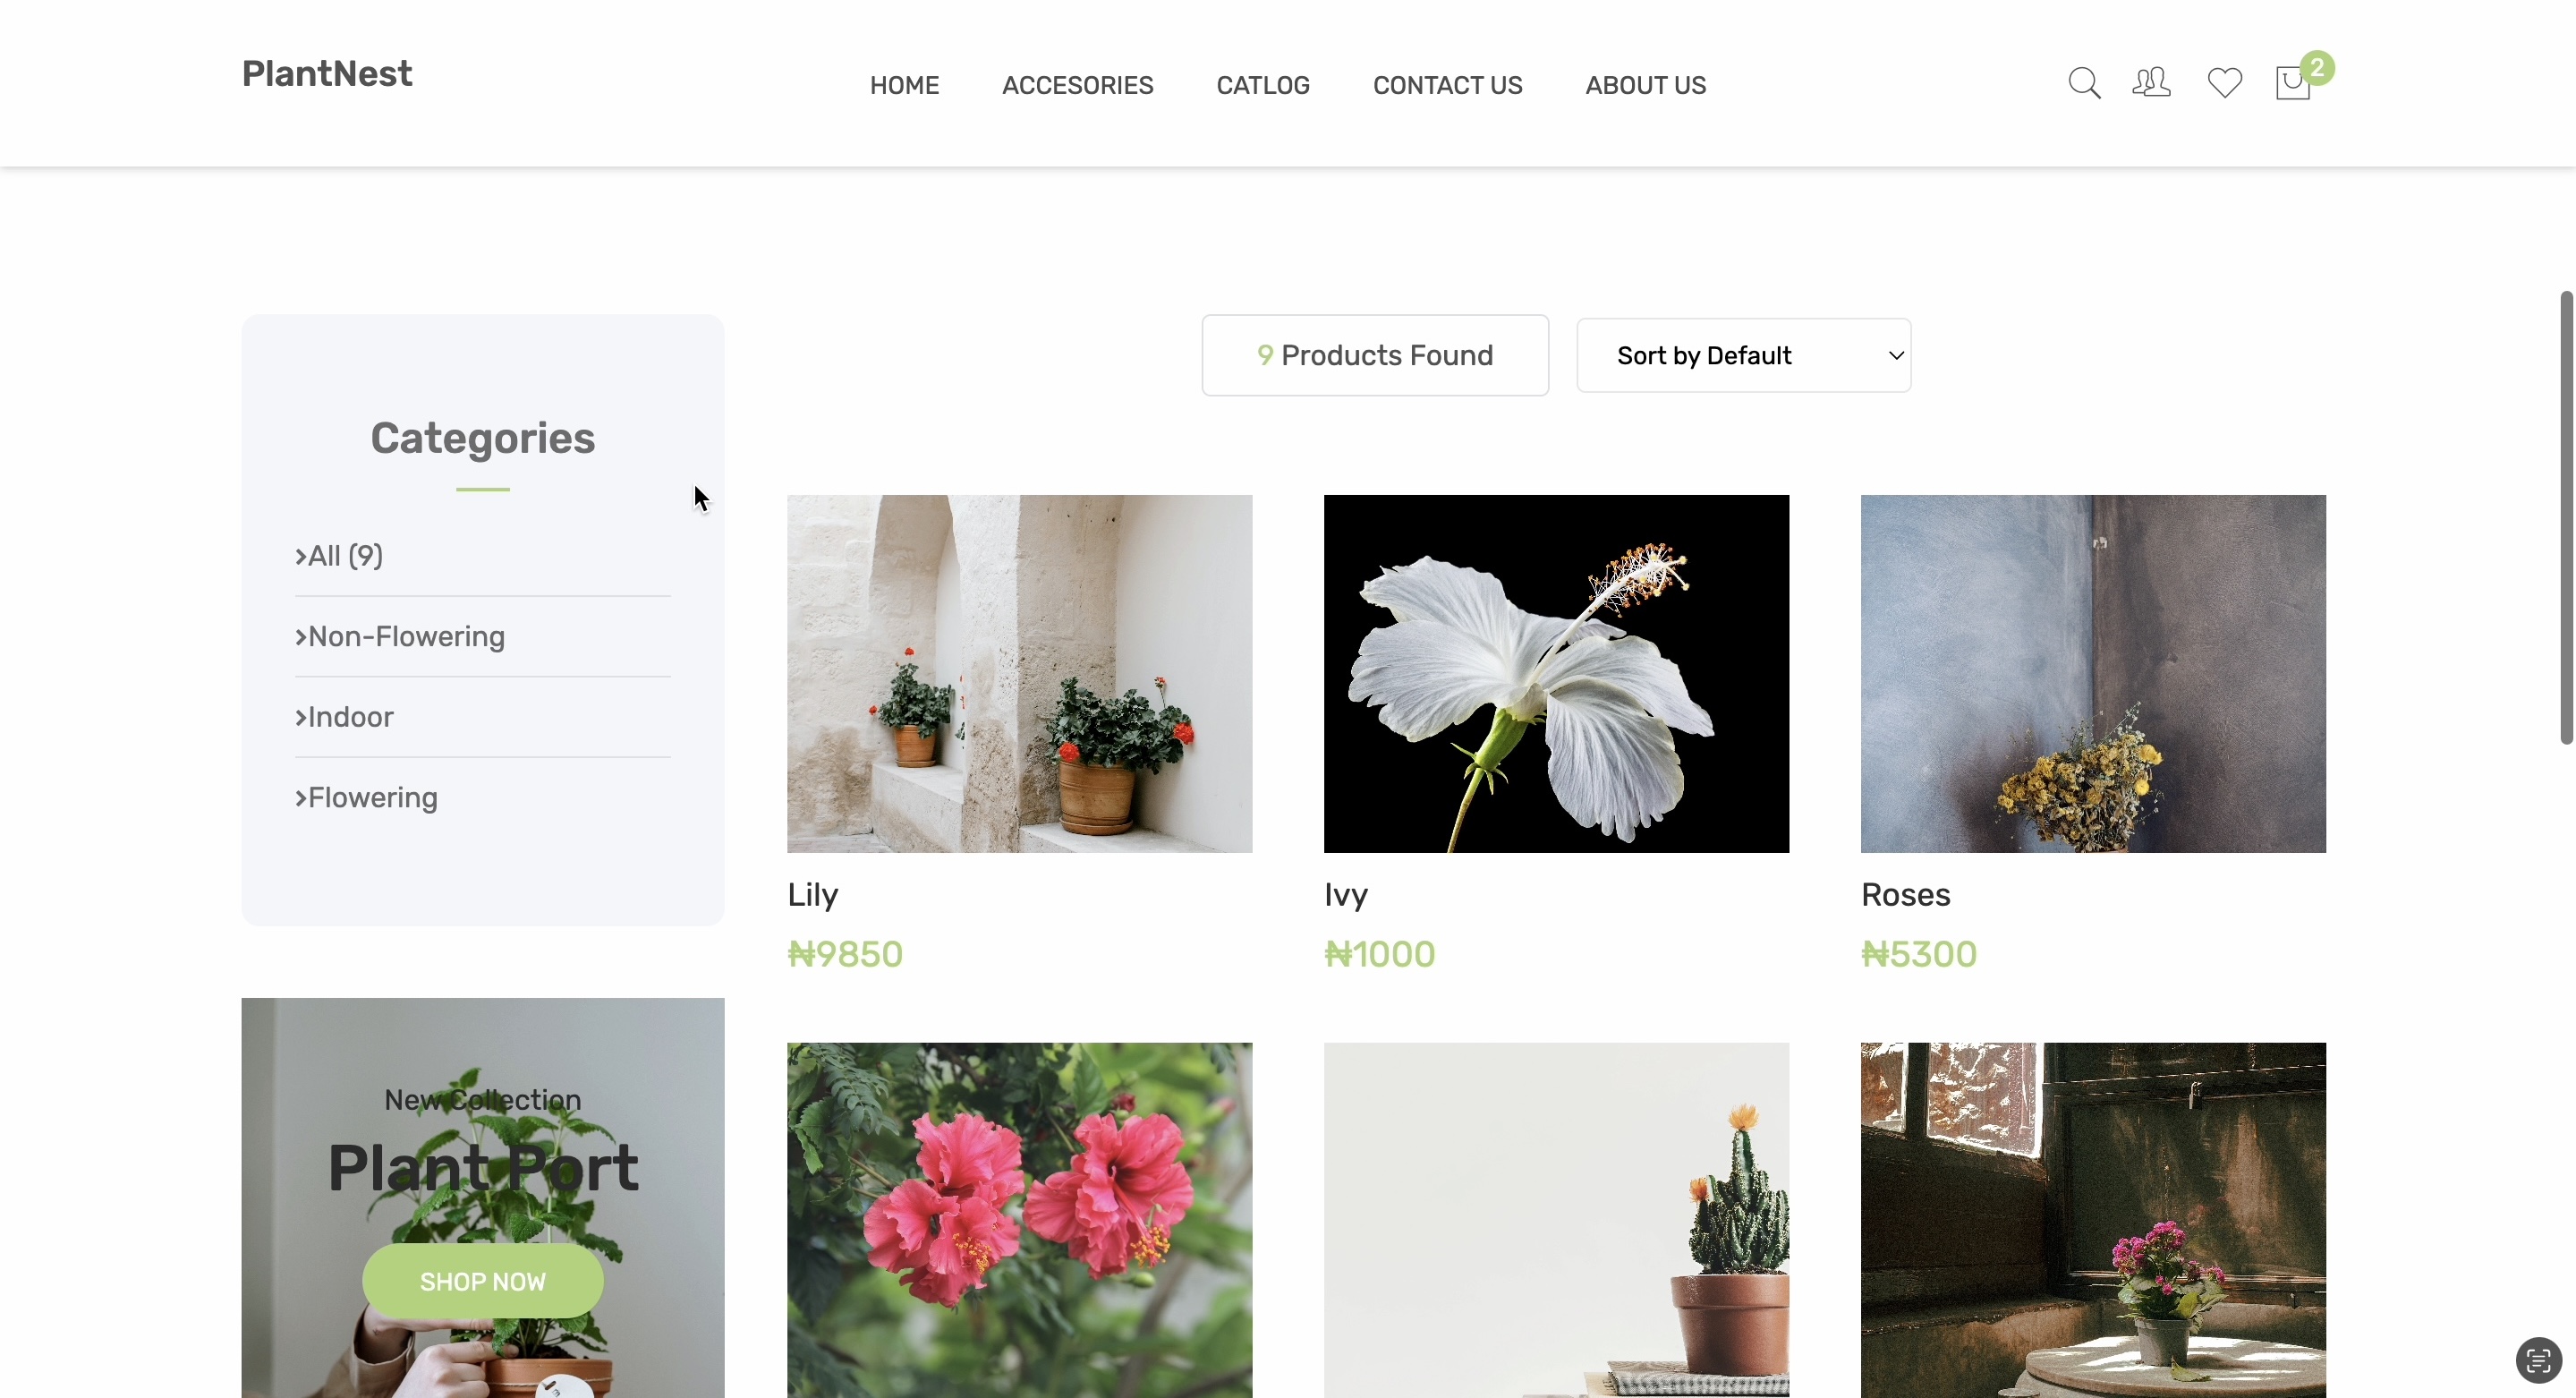 PlantNest
HOME ACCESORIES CATLOG CONTACT US ABOUT US
2
9 Products Found
Sort by Default
Categories
All (9)
Non-Flowering
Indoor
Flowering
Lily
₦9850
Ivy
₦1000
Roses
₦5300
New Collection
Plant Port
SHOP NOW